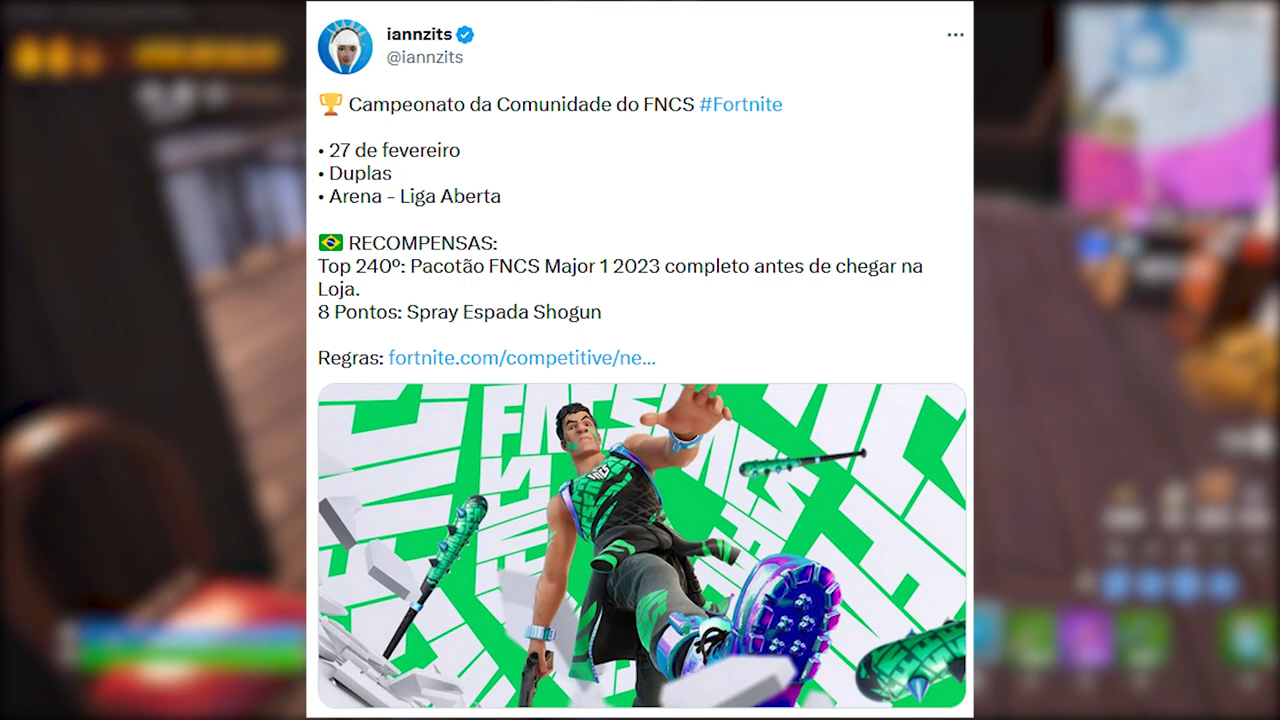 iannzits
@iannzits
🏆 Campeonato da Comunidade do FNCS #Fortnite
• 27 de fevereiro
• Duplas
• Arena - Liga Aberta
🇧🇷 RECOMPENSAS:
Top 240º: Pacotão FNCS Major 1 2023 completo antes de chegar na
Loja.
8 Pontos: Spray Espada Shogun
Regras: fortnite.com/competitive/ne...
FNCS